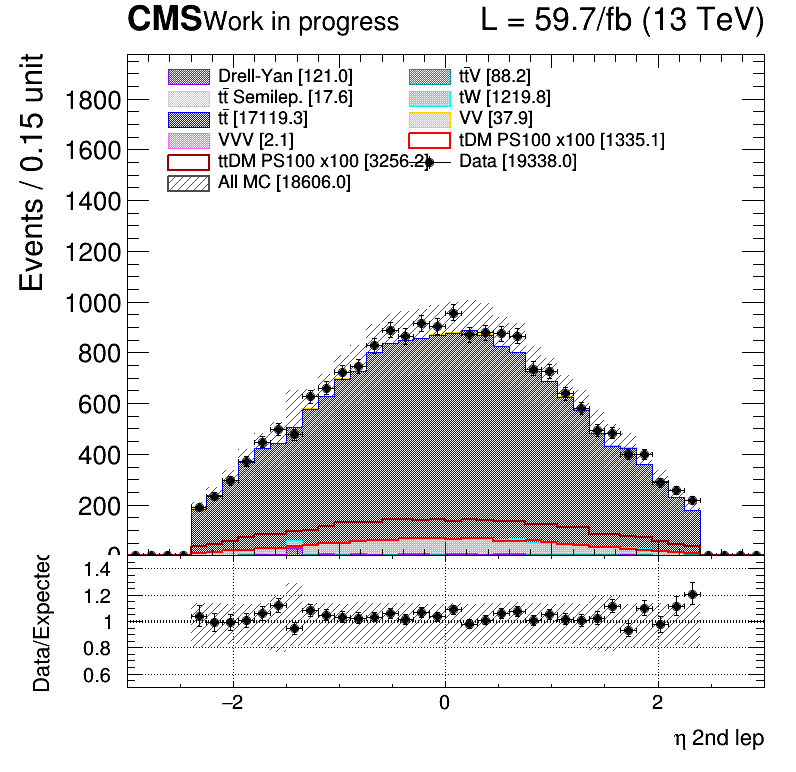 CMS Work in progress L = 59.7/fb (13 TeV)
Drell-Yan [121.0] tt̄V [88.2]
tt̄ Semilep. [17.6] tW [1219.8]
tt̄ [17119.3] VV [37.9]
VVV [2.1] tDM PS100 x100 [1335.1]
ttDM PS100 x100 [3256.2] Data [19338.0]
All MC [18606.0]
Events / 0.15 unit
1800
1600
1400
1200
1000
800
600
400
200
0
Data/Expected
1.4
1.2
1
0.8
0.6
−2 0 2
η 2nd lep